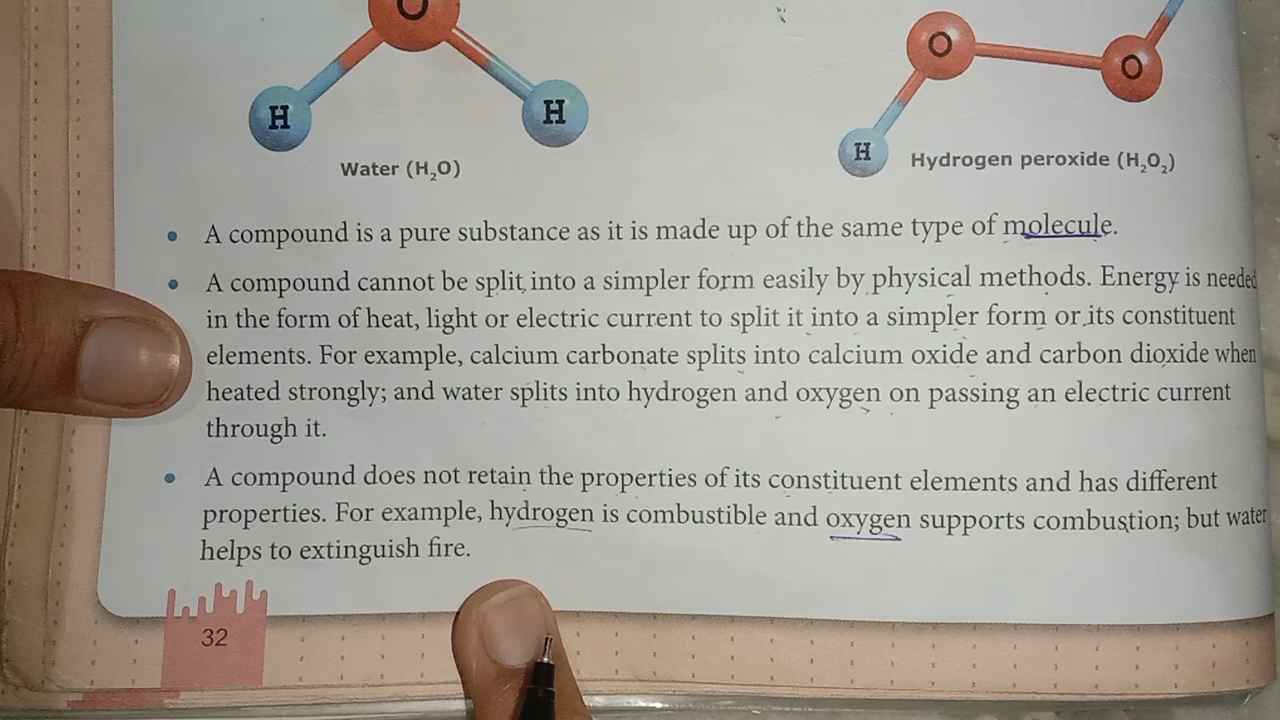 O
O
O
H
H
H
Water (H₂O)
Hydrogen peroxide (H₂O₂)
• A compound is a pure substance as it is made up of the same type of molecule.
• A compound cannot be split into a simpler form easily by physical methods. Energy is needed
in the form of heat, light or electric current to split it into a simpler form or its constituent
elements. For example, calcium carbonate splits into calcium oxide and carbon dioxide when
heated strongly; and water splits into hydrogen and oxygen on passing an electric current
through it.
• A compound does not retain the properties of its constituent elements and has different
properties. For example, hydrogen is combustible and oxygen supports combustion; but water
helps to extinguish fire.
32